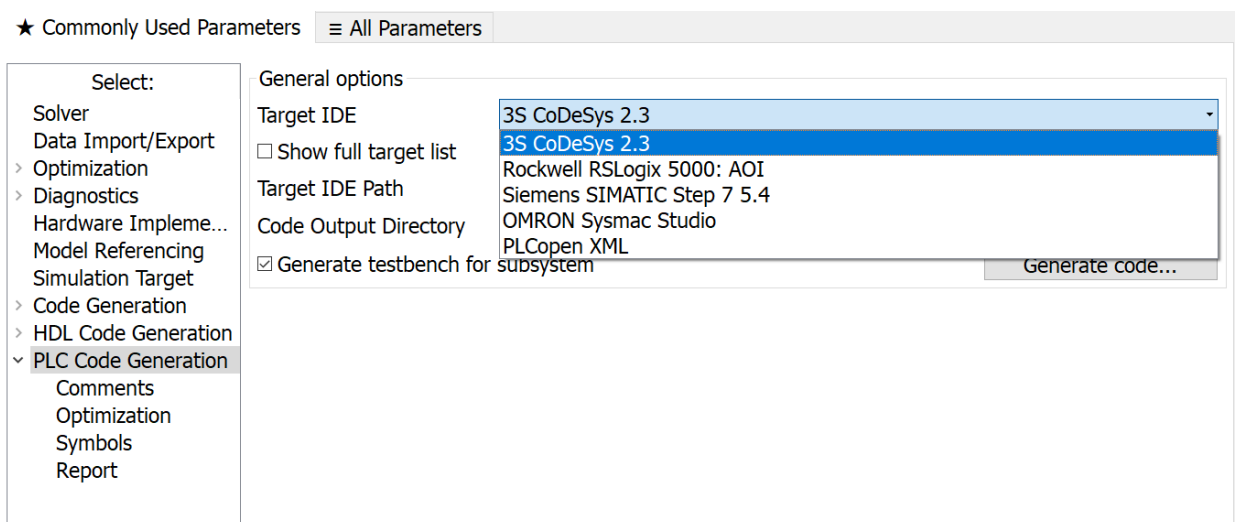 ★ Commonly Used Parameters
≡ All Parameters
Select:
Solver
Data Import/Export
Optimization
Diagnostics
Hardware Impleme...
Model Referencing
Simulation Target
Code Generation
HDL Code Generation
PLC Code Generation
Comments
Optimization
Symbols
Report
General options
Target IDE
3S CoDeSys 2.3
3S CoDeSys 2.3
Rockwell RSLogix 5000: AOI
Siemens SIMATIC Step 7 5.4
OMRON Sysmac Studio
PLCopen XML
Show full target list
Target IDE Path
Code Output Directory
Generate testbench for subsystem
Generate code...